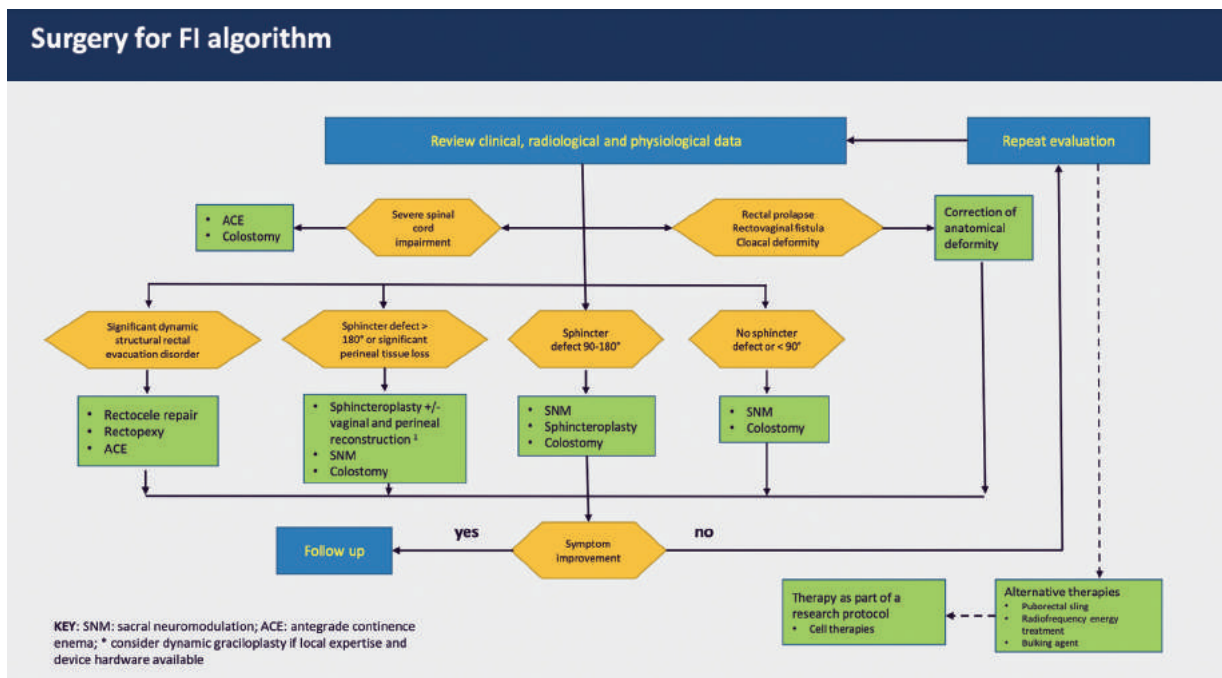 Surgery for FI algorithm
Review clinical, radiological and physiological data
Repeat evaluation
• ACE
• Colostomy
Severe spinal
cord
impairment
Rectal prolapse
Rectovaginal fistula
Cloacal deformity
Correction of
anatomical
deformity
Significant dynamic
structural rectal
evacuation disorder
Sphincter defect >
180° or significant
perineal tissue loss
Sphincter
defect 90-180°
No sphincter
defect or < 90°
• Rectocele repair
• Rectopexy
• ACE
• Sphincteroplasty +/-
vaginal and perineal
reconstruction ¹
• SNM
• Colostomy
• SNM
• Sphincteroplasty
• Colostomy
• SNM
• Colostomy
yes
no
Follow up
Symptom
improvement
Therapy as part of a
research protocol
• Cell therapies
Alternative therapies
• Puborectal sling
• Radiofrequency energy
treatment
• Bulking agent
KEY: SNM: sacral neuromodulation; ACE: antegrade continence
enema; * consider dynamic graciloplasty if local expertise and
device hardware available